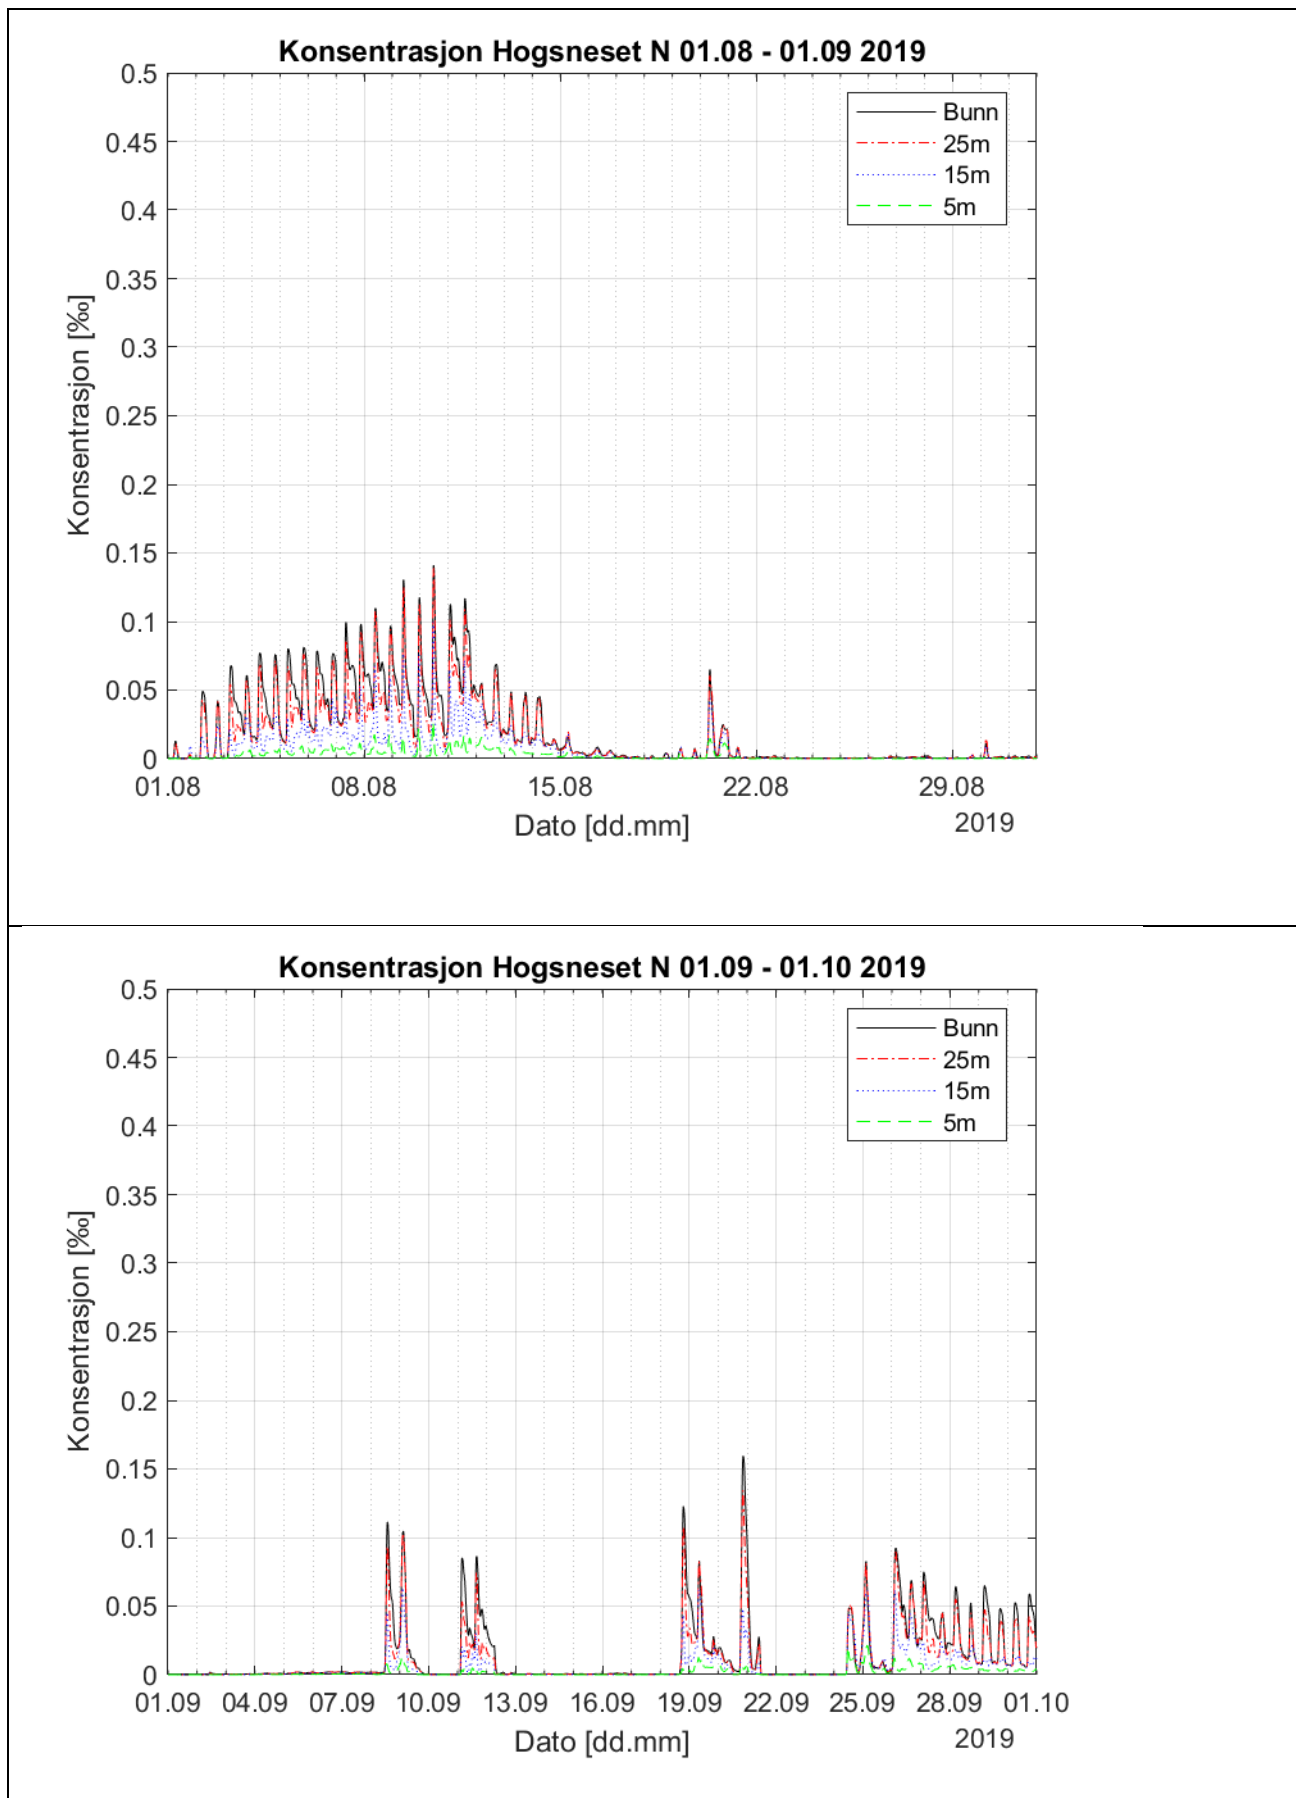 Konsentrasjon Hogsneset N 01.08 - 01.09 2019
Bunn
25m
15m
5m
0.5
0.45
0.4
0.35
0.3
0.25
0.2
0.15
0.1
0.05
0
Konsentrasjon [‰]
01.08 08.08 15.08 22.08 29.08
Dato [dd.mm] 2019
Konsentrasjon Hogsneset N 01.09 - 01.10 2019
Bunn
25m
15m
5m
0.5
0.45
0.4
0.35
0.3
0.25
0.2
0.15
0.1
0.05
0
Konsentrasjon [‰]
01.09 04.09 07.09 10.09 13.09 16.09 19.09 22.09 25.09 28.09 01.10
Dato [dd.mm] 2019